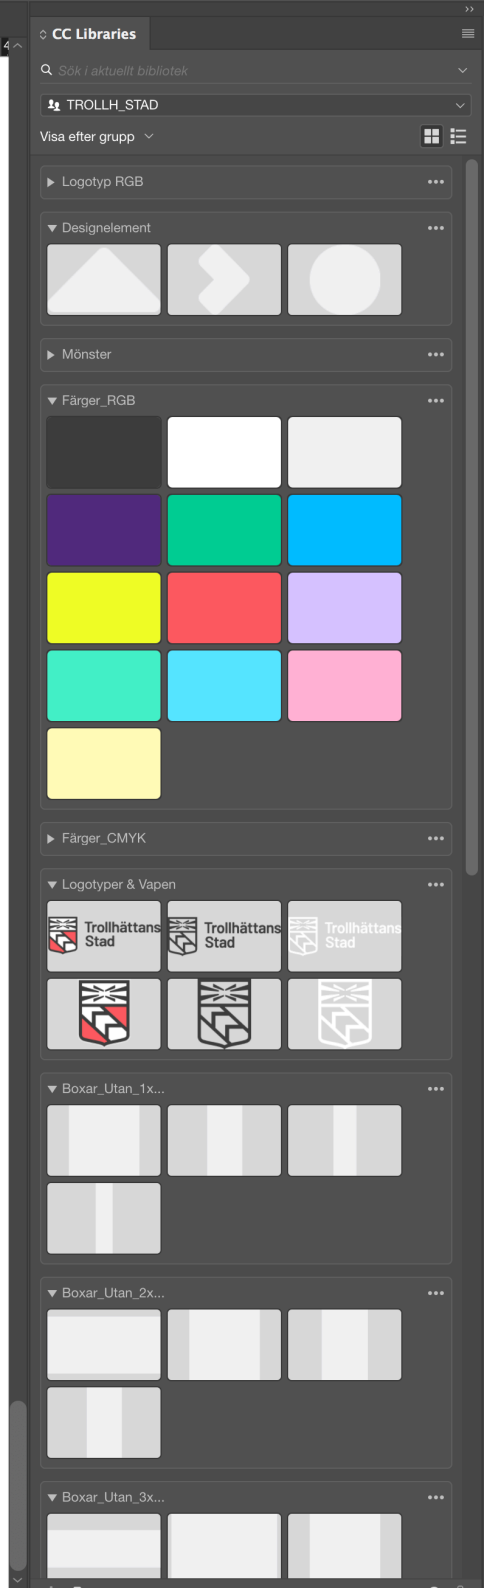 CC Libraries
4
Sök i aktuellt bibliotek
TROLLH_STAD
Visa efter grupp
Logotyp RGB
Designelement
Mönster
Färger_RGB
Färger_CMYK
Logotyper & Vapen
Trollhättans
Stad
Trollhättans
Stad
Trollhättans
Stad
Boxar_Utan_1x...
Boxar_Utan_2x...
Boxar_Utan_3x...